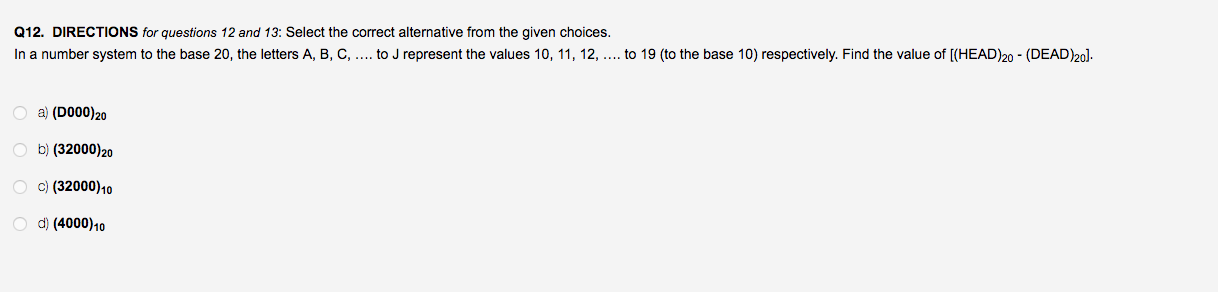 Q12. DIRECTIONS for questions 12 and 13: Select the correct alternative from the given choices.
In a number system to the base 20, the letters A, B, C, .... to J represent the values 10, 11, 12, .... to 19 (to the base 10) respectively. Find the value of [(HEAD)20 - (DEAD)20].
a) (D000)20
b) (32000)20
c) (32000)10
d) (4000)10